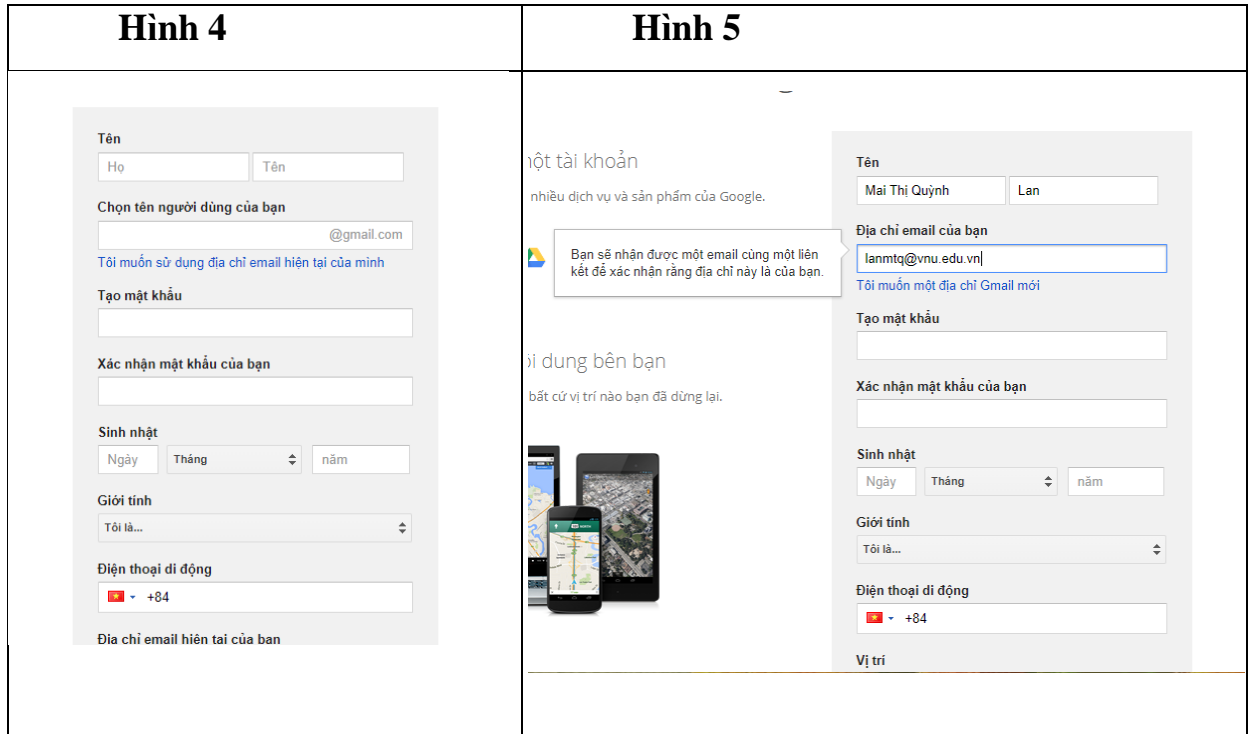 Hình 4
Hình 5
Tên
Họ Tên
Chọn tên người dùng của bạn
@gmail.com
Tôi muốn sử dụng địa chỉ email hiện tại của mình
Tạo mật khẩu
Xác nhận mật khẩu của bạn
Sinh nhật
Ngày Tháng năm
Giới tính
Tôi là...
Điện thoại di động
+84
Địa chỉ email hiện tại của bạn
một tài khoản
nhiều dịch vụ và sản phẩm của Google.
Bạn sẽ nhận được một email cùng một liên
kết để xác nhận rằng địa chỉ này là của bạn.
dung bên bạn
bất cứ vị trí nào bạn đã dừng lại.
Tên
Mai Thị Quỳnh Lan
Địa chỉ email của bạn
lanmtq@vnu.edu.vn
Tôi muốn một địa chỉ Gmail mới
Tạo mật khẩu
Xác nhận mật khẩu của bạn
Sinh nhật
Ngày Tháng năm
Giới tính
Tôi là...
Điện thoại di động
+84
Vị trí